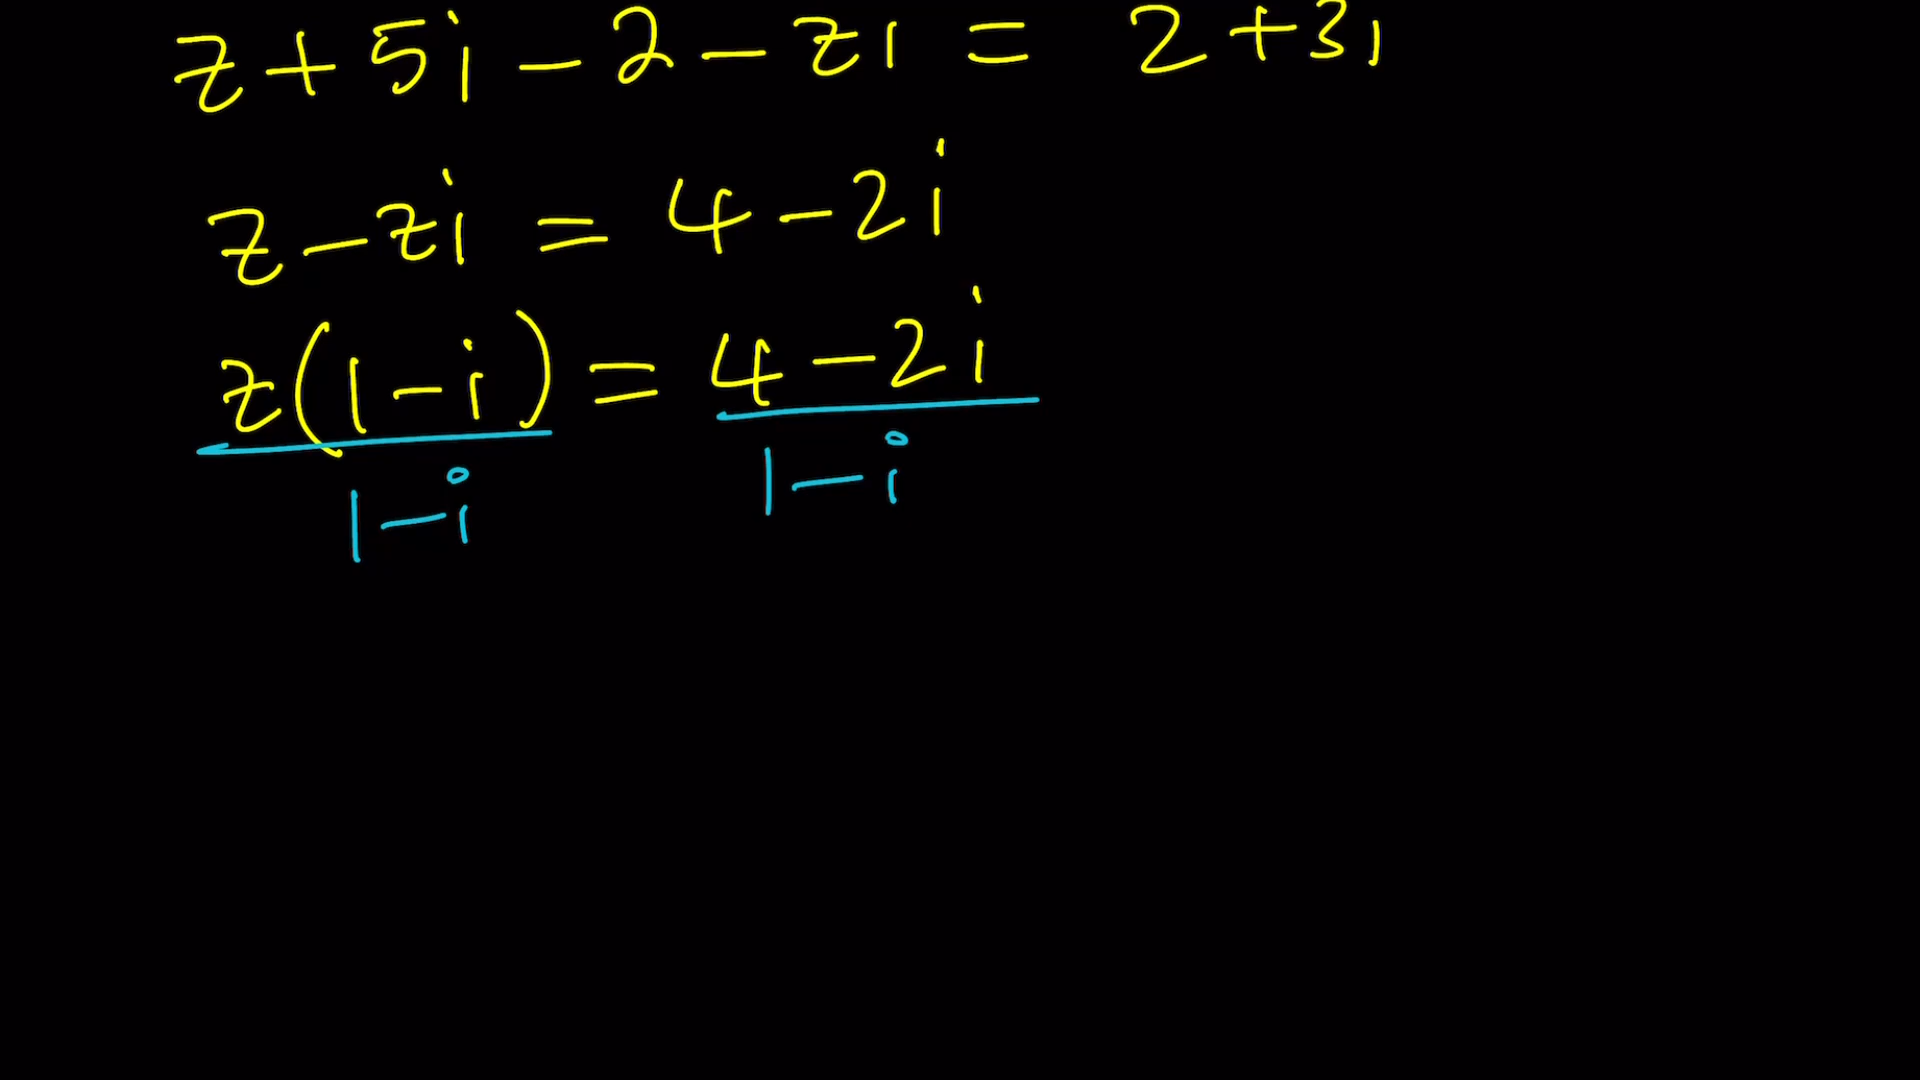 z + 5i - 2 - zi = 2 + 3i
z - zi = 4 - 2i
z(1 - i) = 4 - 2i
1 - i 1 - i